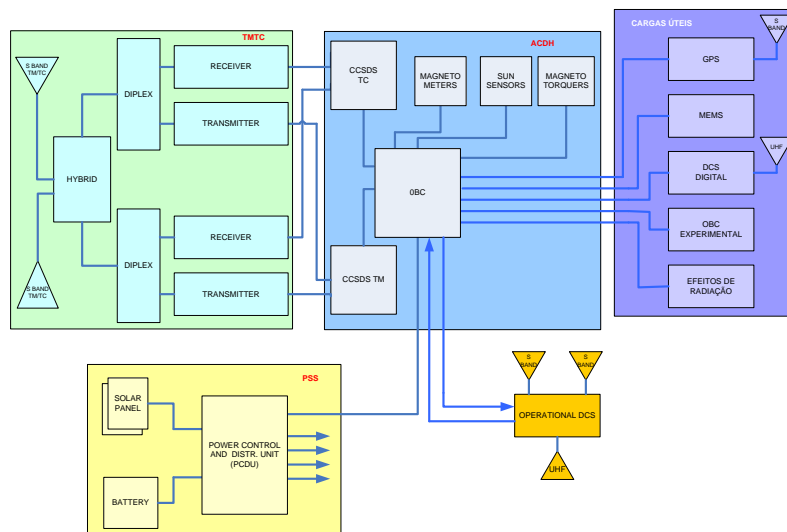 TMTC
S BAND
TM/TC
DIPLEX
RECEIVER
TRANSMITTER
HYBRID
DIPLEX
RECEIVER
TRANSMITTER
S BAND
TM/TC
ACDH
CCSDS
TC
MAGNETO
METERS
SUN
SENSORS
MAGNETO
TORQUERS
0BC
CCSDS TM
CARGAS ÚTEIS
S
BAND
GPS
MEMS
UHF
DCS
DIGITAL
OBC
EXPERIMENTAL
EFEITOS DE
RADIAÇÃO
PSS
SOLAR
PANEL
POWER CONTROL
AND DISTR. UNIT
(PCDU)
BATTERY
S
BAND
S
BAND
OPERATIONAL DCS
UHF